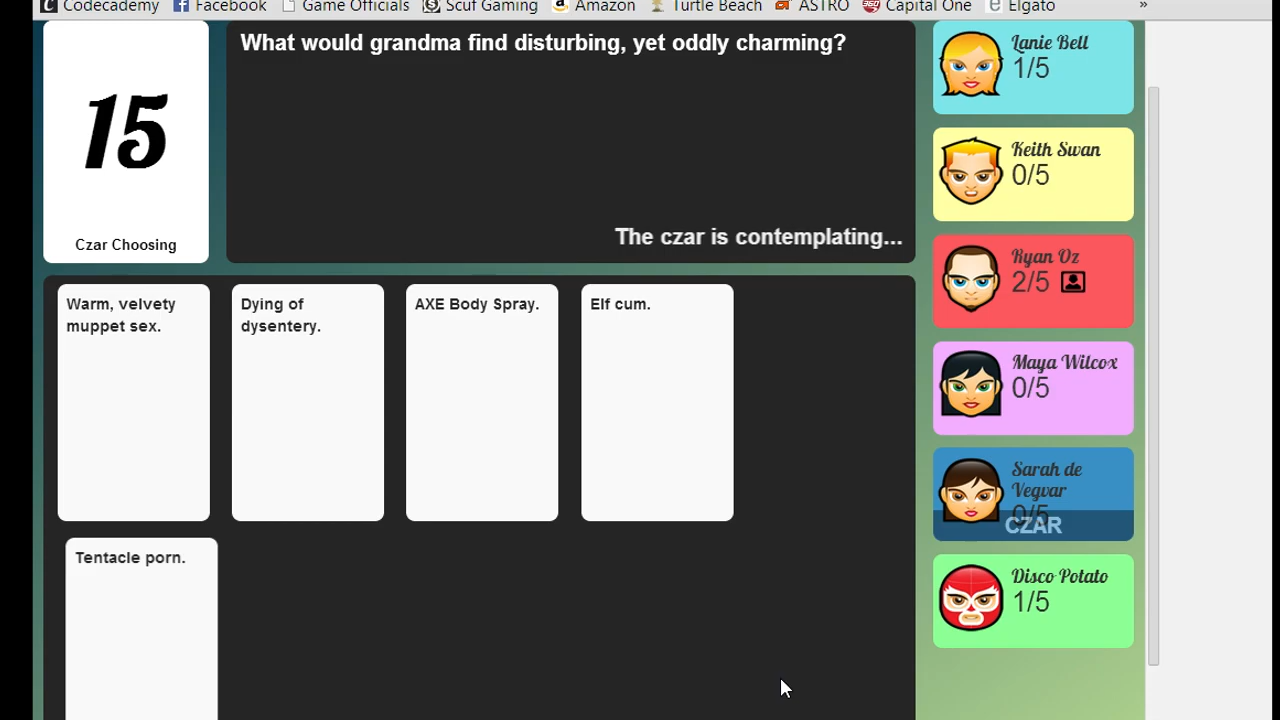 Codecademy Facebook Game Officials Scuf Gaming Amazon Turtle Beach ASTRO Capital One Elgato »
15
Czar Choosing
What would grandma find disturbing, yet oddly charming?
The czar is contemplating...
Warm, velvety
muppet sex.
Dying of
dysentery.
AXE Body Spray.
Elf cum.
Tentacle porn.
Lanie Bell
1/5
Keith Swan
0/5
Ryan Oz
2/5
Maya Wilcox
0/5
Sarah de
Vegvar
0/5
CZAR
Disco Potato
1/5